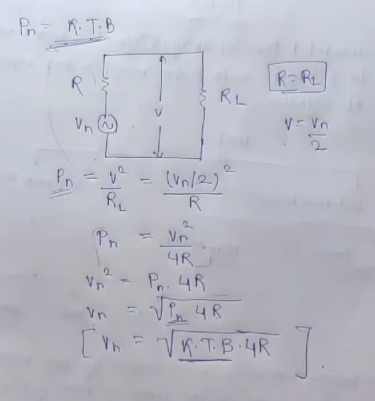 Pn = K.T.B
R
Vn
V
RL
R = RL
V = Vn/2
Pn = V²/RL = (Vn/2)²/R
Pn = Vn²/4R
Vn² = Pn. 4R
Vn = √Pn 4R
[ Vn = √K.T.B.4R ].